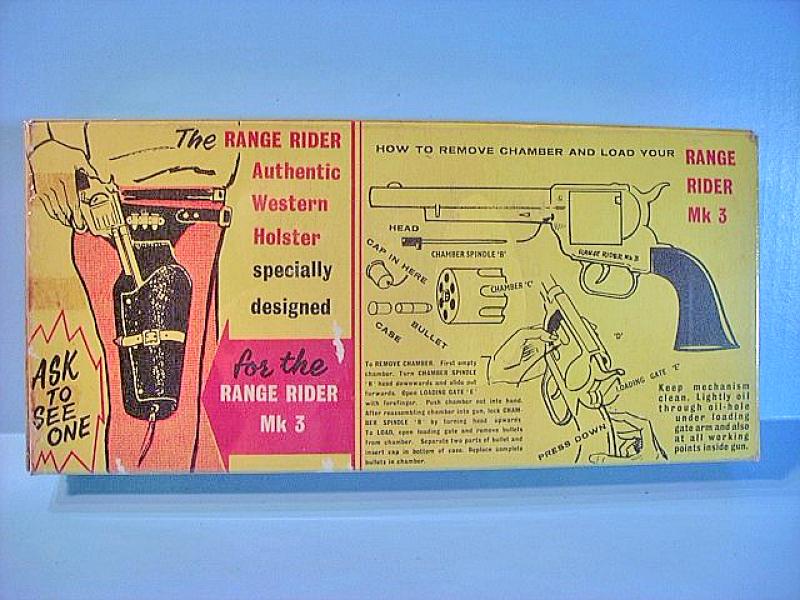 The RANGE RIDER
Authentic
Western
Holster
specially
designed
for the
RANGE RIDER
Mk 3
ASK
TO
SEE
ONE
HOW TO REMOVE CHAMBER AND LOAD YOUR
RANGE
RIDER
Mk 3
RANGE RIDER Mk 3
HEAD
CHAMBER SPINDLE 'B'
CAP IN HERE
CHAMBER 'C'
CASE
BULLET
'D'
LOADING GATE 'E'
PRESS DOWN
To REMOVE CHAMBER. First empty
chamber. Turn CHAMBER SPINDLE
'B' head downwards and slide out
forwards. Open LOADING GATE 'E'
with forefinger. Push chamber out into hand.
After reassembling chamber into gun, lock CHAM-
BER SPINDLE 'B' by turning head upwards
To LOAD, open loading gate and remove bullets
from chamber. Separate two parts of bullet and
insert cap in bottom of case. Replace complete
bullets in chamber.
Keep mechanism
clean. Lightly oil
through oil-hole
under loading
gate arm and also
at all working
points inside gun.